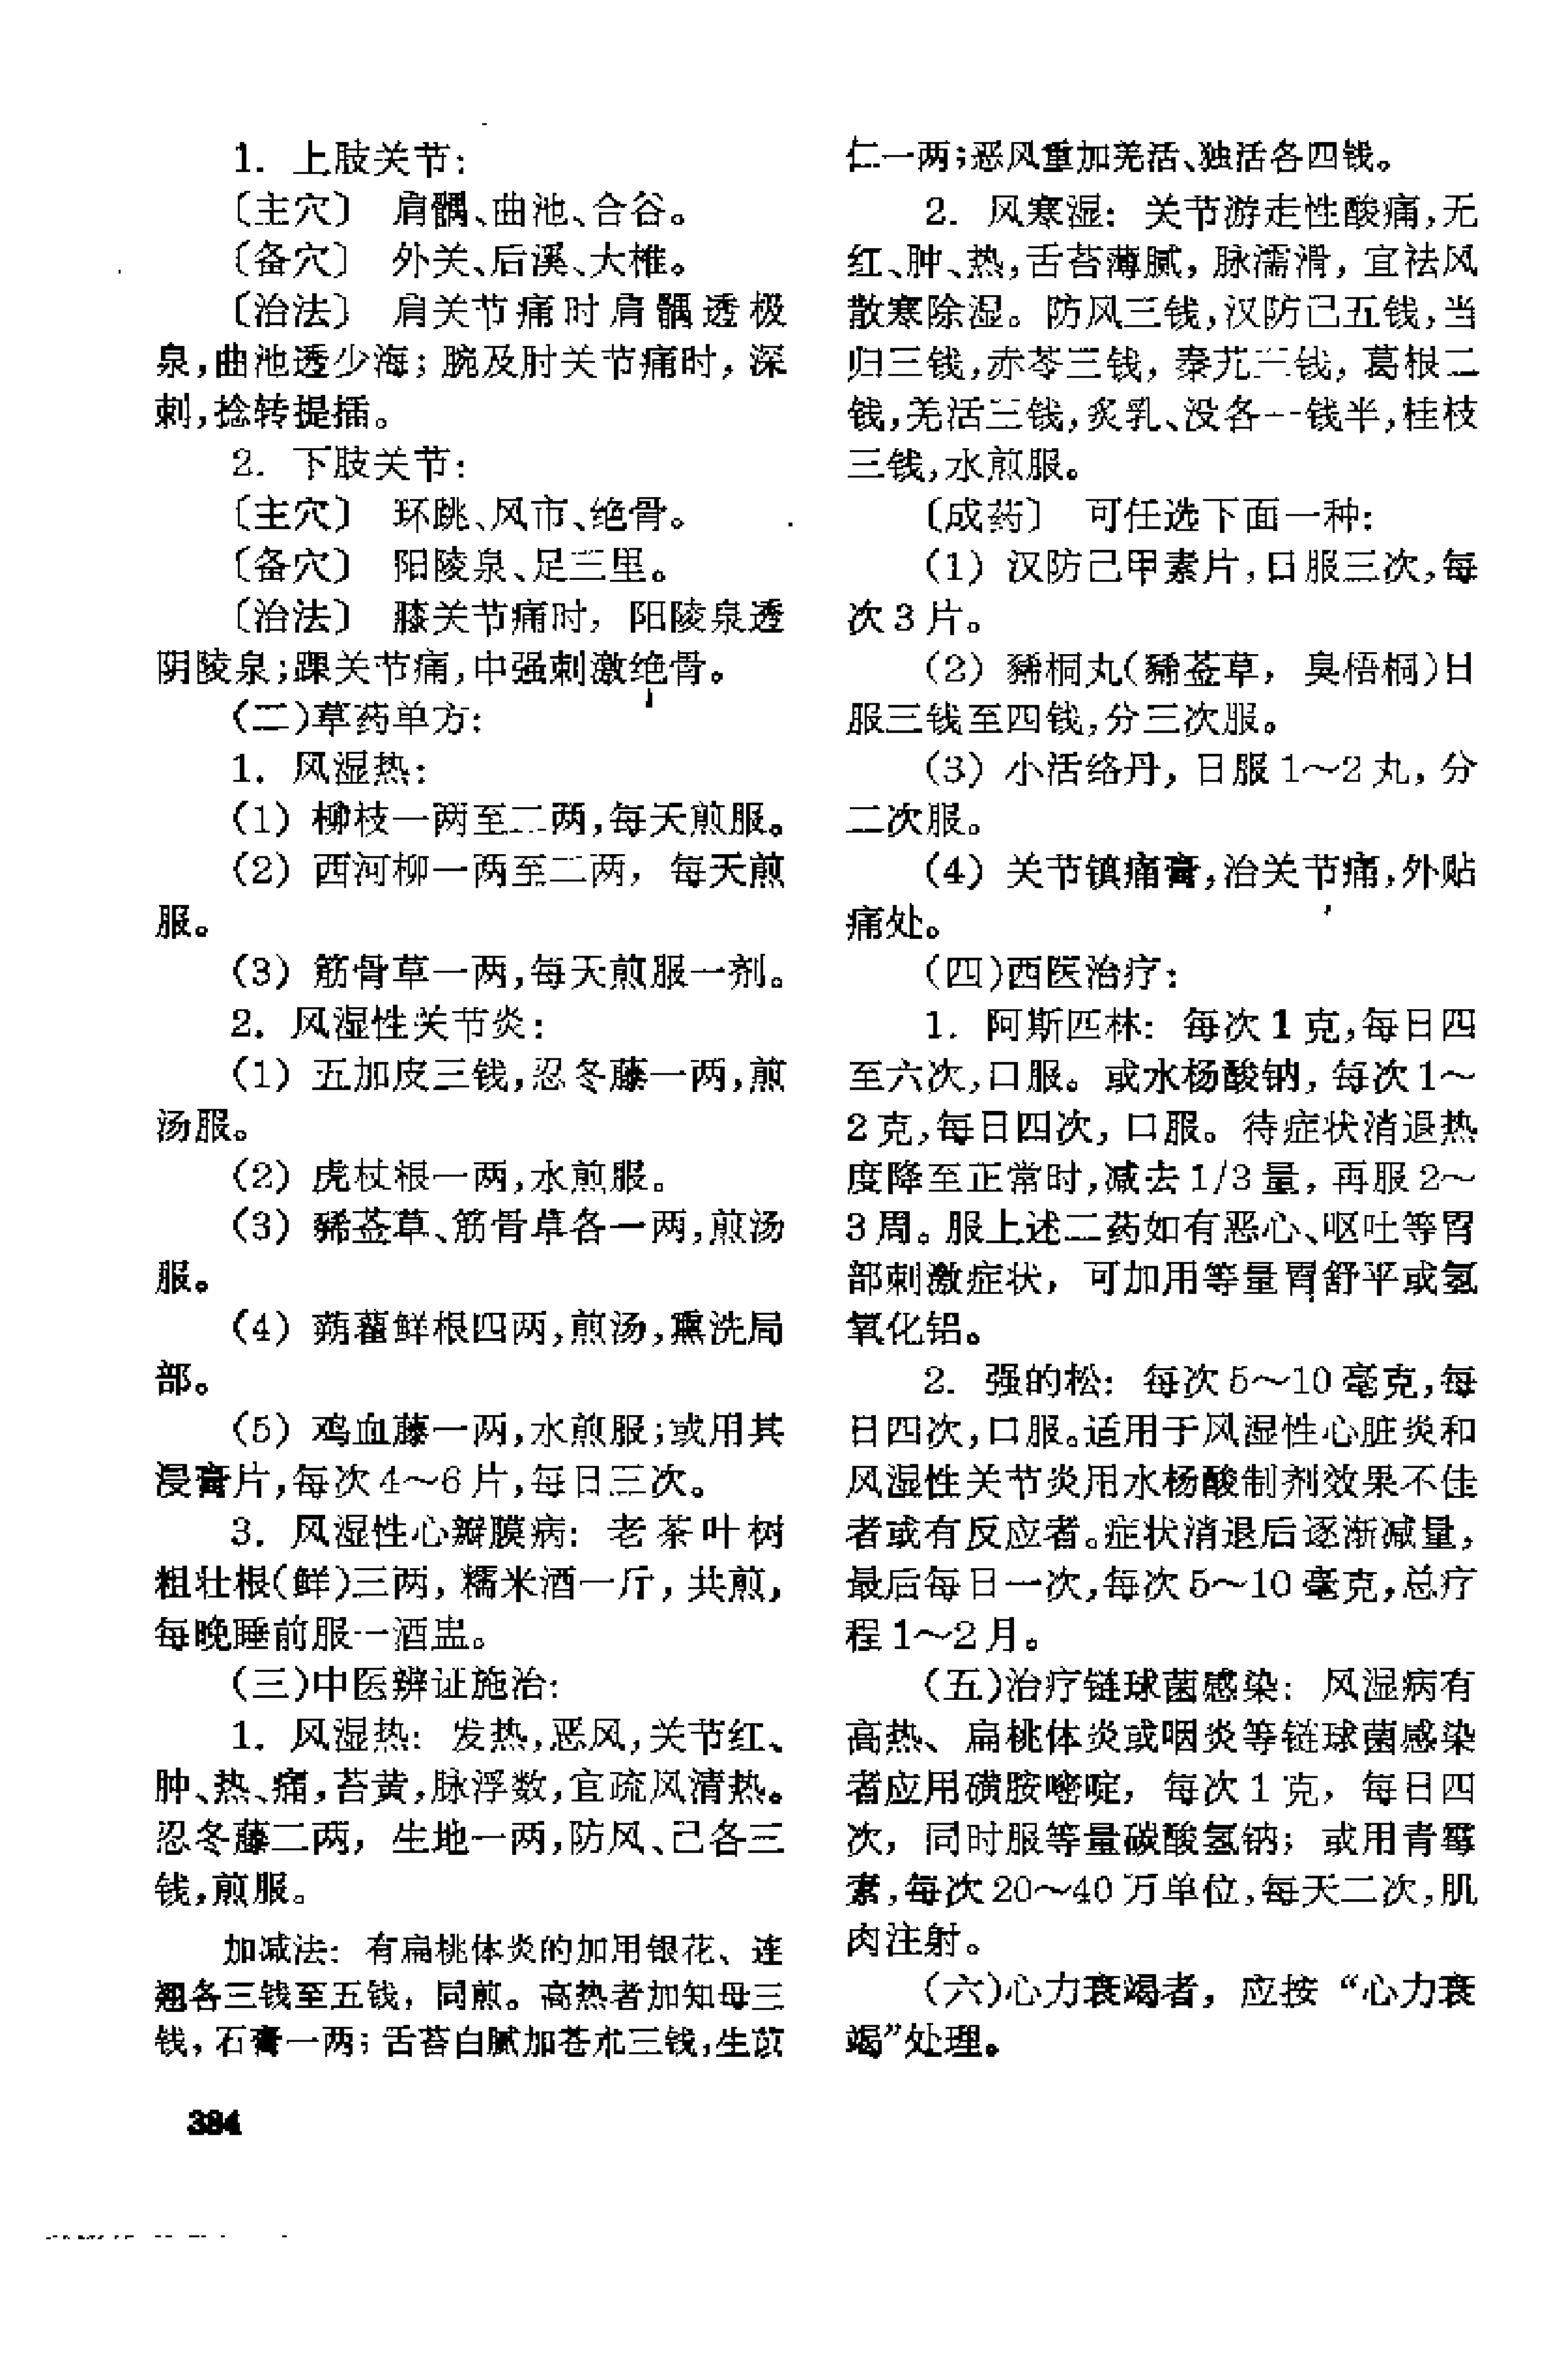 1. 上肢关节:
〔主穴〕 肩髃、曲池、合谷。
〔备穴〕 外关、后溪、大椎。
〔治法〕 肩关节痛时肩髃透极
泉,曲池透少海；腕及肘关节痛时,深
刺,捻转提插。
2. 下肢关节:
〔主穴〕 环跳、风市、绝骨。
〔备穴〕 阳陵泉、足三里。
〔治法〕 膝关节痛时，阳陵泉透
阴陵泉;踝关节痛,中强刺激绝骨。
(二)草药单方:
1. 风湿热:
(1) 柳枝一两至二两,每天煎服。
(2) 西河柳一两至二两，每天煎
服。
(3) 筋骨草一两,每天煎服一剂。
2. 风湿性关节炎:
(1) 五加皮三钱,忍冬藤一两,煎
汤服。
(2) 虎杖根一两,水煎服。
(3) 豨莶草、筋骨草各一两,煎汤
服。
(4) 蒴藋鲜根四两,煎汤,熏洗局
部。
(5) 鸡血藤一两,水煎服;或用其
浸膏片,每次4～6片,每日三次。
3. 风湿性心瓣膜病: 老茶叶树
粗壮根(鲜)三两,糯米酒一斤,共煎,
每晚睡前服一酒盅。
(三)中医辨证施治:
1. 风湿热: 发热,恶风,关节红、
肿、热、痛,苔黄,脉浮数,宜疏风清热。
忍冬藤二两，生地一两,防风、己各三
钱,煎服。
加减法: 有扁桃体炎的加用银花、连
翘各三钱至五钱，同煎。高热者加知母三
钱，石膏一两；舌苔白腻加苍朮三钱,生苡
仁一两;恶风重加羌活、独活各四钱。
2. 风寒湿: 关节游走性酸痛,无
红、肿、热,舌苔薄腻,脉濡滑,宜祛风
散寒除湿。防风三钱,汉防己五钱,当
归三钱,赤苓三钱,秦艽三钱,葛根二
钱,羌活三钱,炙乳、没各一钱半,桂枝
三钱,水煎服。
〔成药〕 可任选下面一种:
(1) 汉防己甲素片,日服三次,每
次3片。
(2) 豨桐丸(豨莶草，臭梧桐)日
服三钱至四钱,分三次服。
(3) 小活络丹,日服1～2丸,分
二次服。
(4) 关节镇痛膏,治关节痛,外贴
痛处。
(四)西医治疗:
1. 阿斯匹林: 每次1克,每日四
至六次,口服。或水杨酸钠,每次1～
2克,每日四次,口服。待症状消退热
度降至正常时,减去1/3量,再服2～
3周。服上述二药如有恶心、呕吐等胃
部刺激症状，可加用等量胃舒平或氢
氧化铝。
2. 强的松: 每次5～10毫克,每
日四次,口服。适用于风湿性心脏炎和
风湿性关节炎用水杨酸制剂效果不佳
者或有反应者。症状消退后逐渐减量,
最后每日一次,每次5～10毫克,总疗
程1～2月。
(五)治疗链球菌感染: 风湿病有
高热、扁桃体炎或咽炎等链球菌感染
者应用磺胺嘧啶，每次1克，每日四
次，同时服等量碳酸氢钠；或用青霉
素,每次20～40万单位,每天二次,肌
肉注射。
(六)心力衰竭者，应按“心力衰
竭”处理。
384